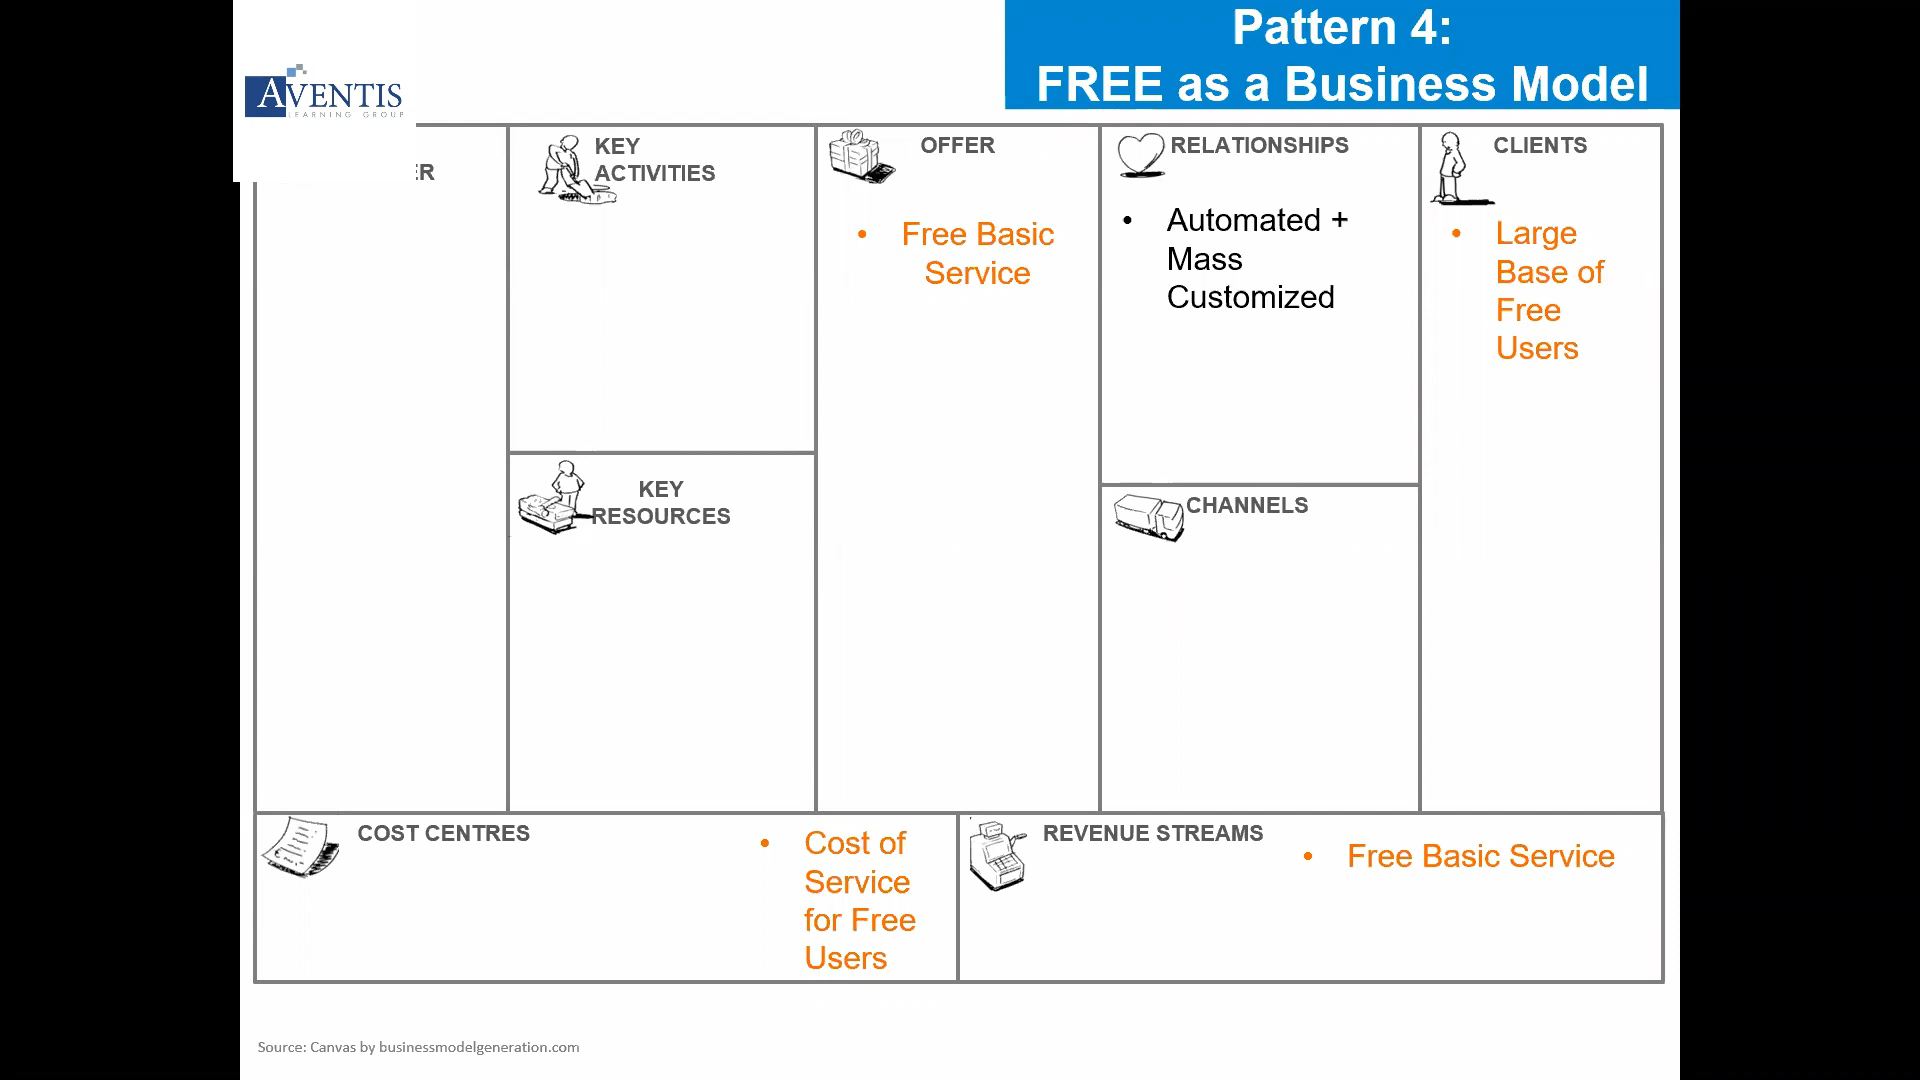 Pattern 4:
FREE as a Business Model
AVENTIS
LEARNING GROUP
KEY
ACTIVITIES
OFFER
• Free Basic
Service
RELATIONSHIPS
• Automated +
Mass
Customized
CLIENTS
• Large
Base of
Free
Users
KEY
RESOURCES
CHANNELS
COST CENTRES
• Cost of
Service
for Free
Users
REVENUE STREAMS
• Free Basic Service
Source: Canvas by businessmodelgeneration.com